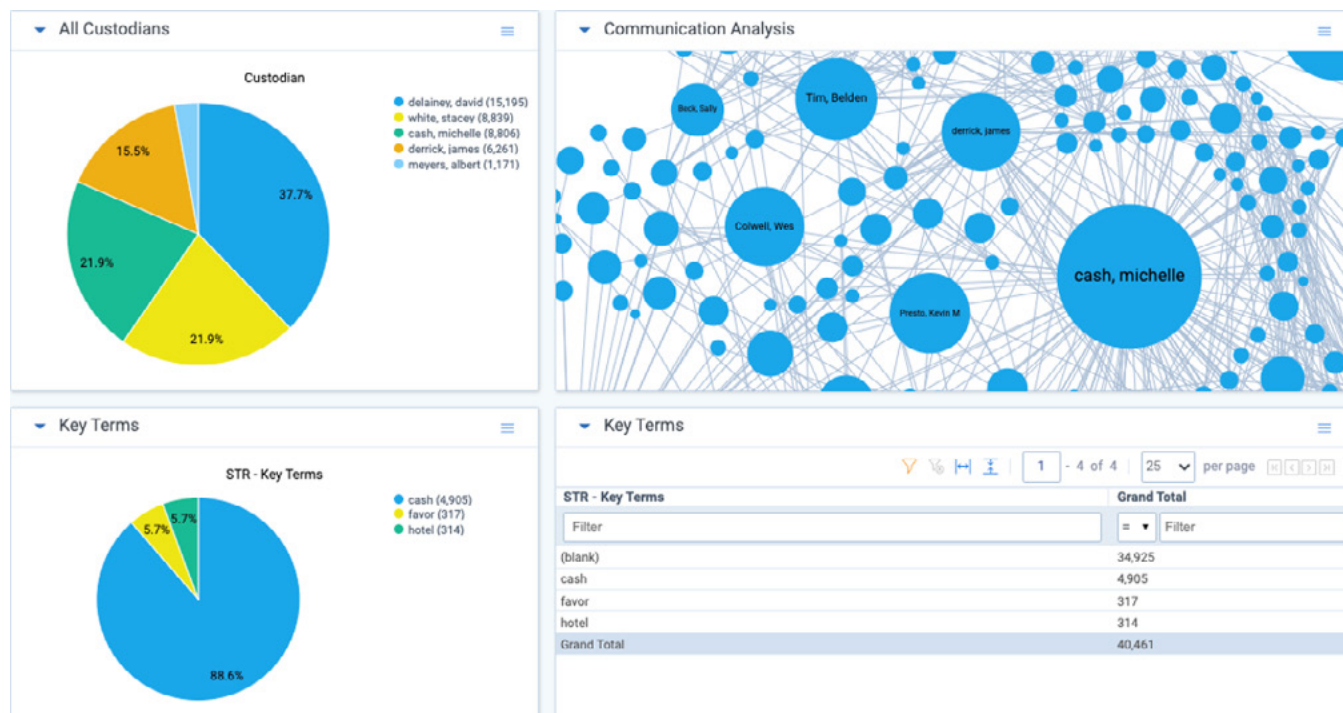 All Custodians
Custodian
delainey, david (15,195)
white, stacey (8,839)
cash, michelle (8,806)
derrick, james (6,261)
meyers, albert (1,171)
15.5%
37.7%
21.9%
21.9%
Communication Analysis
Beck, Sally
Tim, Belden
derrick, james
Colwell, Wes
cash, michelle
Presto, Kevin M
Key Terms
STR - Key Terms
cash (4,905)
favor (317)
hotel (314)
5.7%
5.7%
88.6%
Key Terms
1 - 4 of 4 25 per page
STR - Key Terms Grand Total
Filter = Filter
(blank) 34,925
cash 4,905
favor 317
hotel 314
Grand Total 40,461